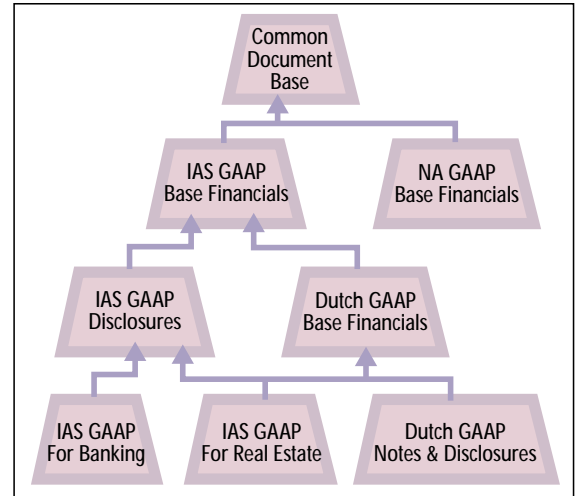 Common
Document
Base
IAS GAAP
Base Financials
NA GAAP
Base Financials
IAS GAAP
Disclosures
Dutch GAAP
Base Financials
IAS GAAP
For Banking
IAS GAAP
For Real Estate
Dutch GAAP
Notes & Disclosures